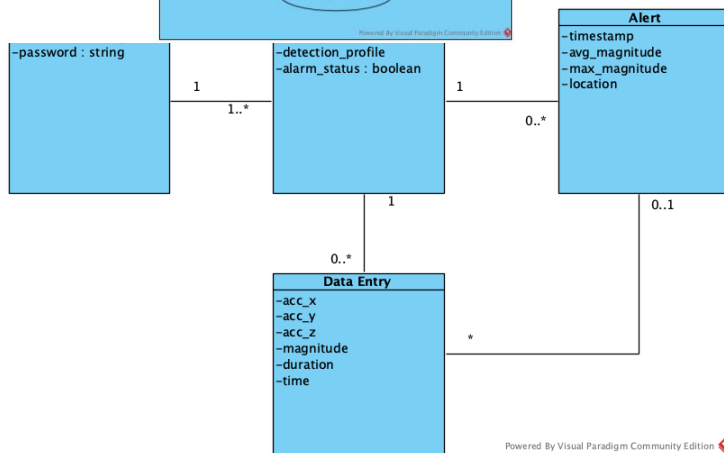 Powered By Visual Paradigm Community Edition
Alert
-timestamp
-avg_magnitude
-max_magnitude
-location
-password : string
-detection_profile
-alarm_status : boolean
1
1..*
1
0..*
1
0..*
0..1
*
Data Entry
-acc_x
-acc_y
-acc_z
-magnitude
-duration
-time
Powered By Visual Paradigm Community Edition